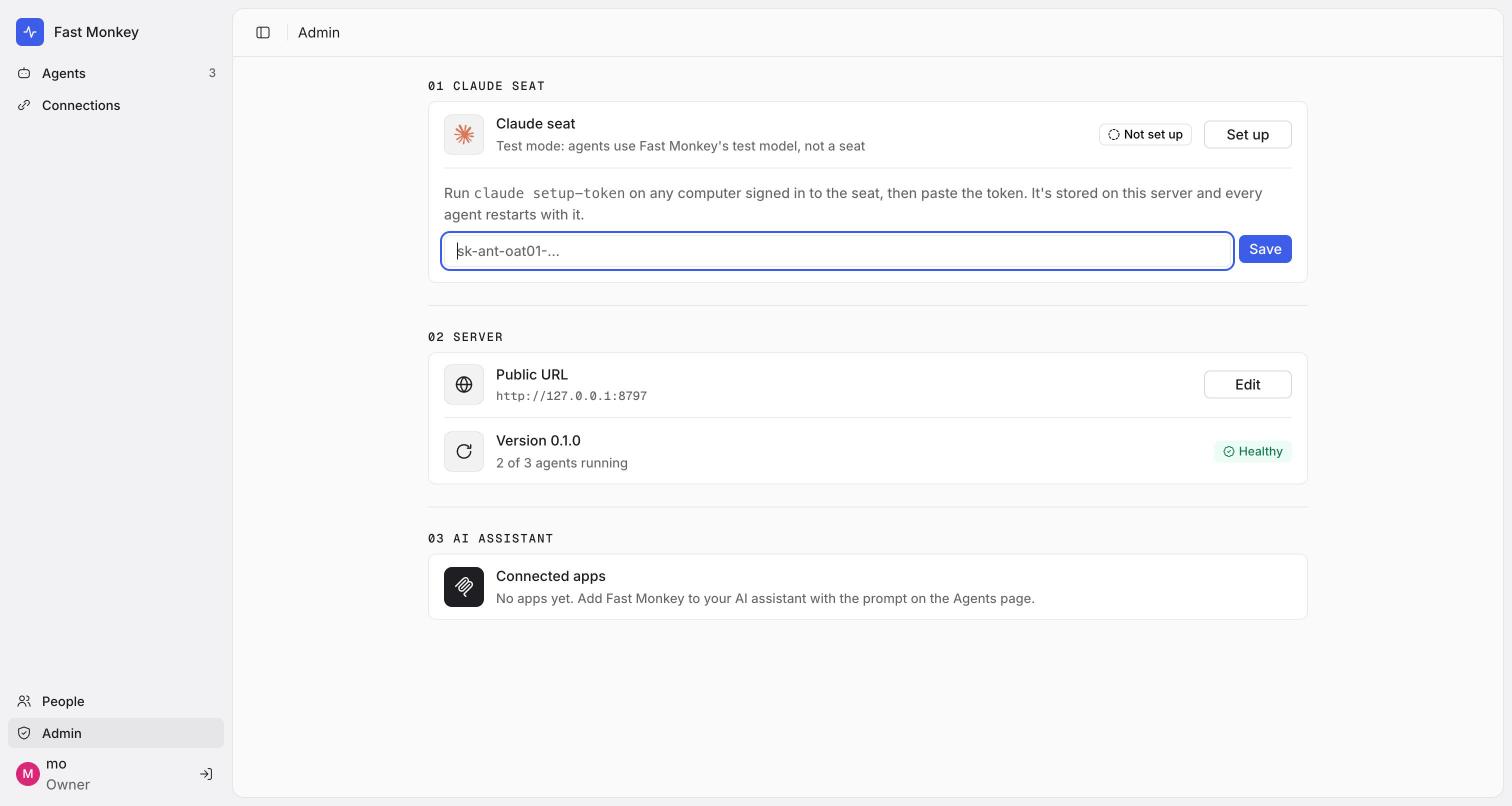 Fast Monkey
Agents 3
Connections
Admin
01 CLAUDE SEAT
Claude seat
Test mode: agents use Fast Monkey's test model, not a seat
Not set up
Set up
Run claude setup-token on any computer signed in to the seat, then paste the token. It's stored on this server and every
agent restarts with it.
sk-ant-oat01-...
Save
02 SERVER
Public URL
http://127.0.0.1:8797
Edit
Version 0.1.0
2 of 3 agents running
Healthy
03 AI ASSISTANT
Connected apps
No apps yet. Add Fast Monkey to your AI assistant with the prompt on the Agents page.
People
Admin
M
mo
Owner